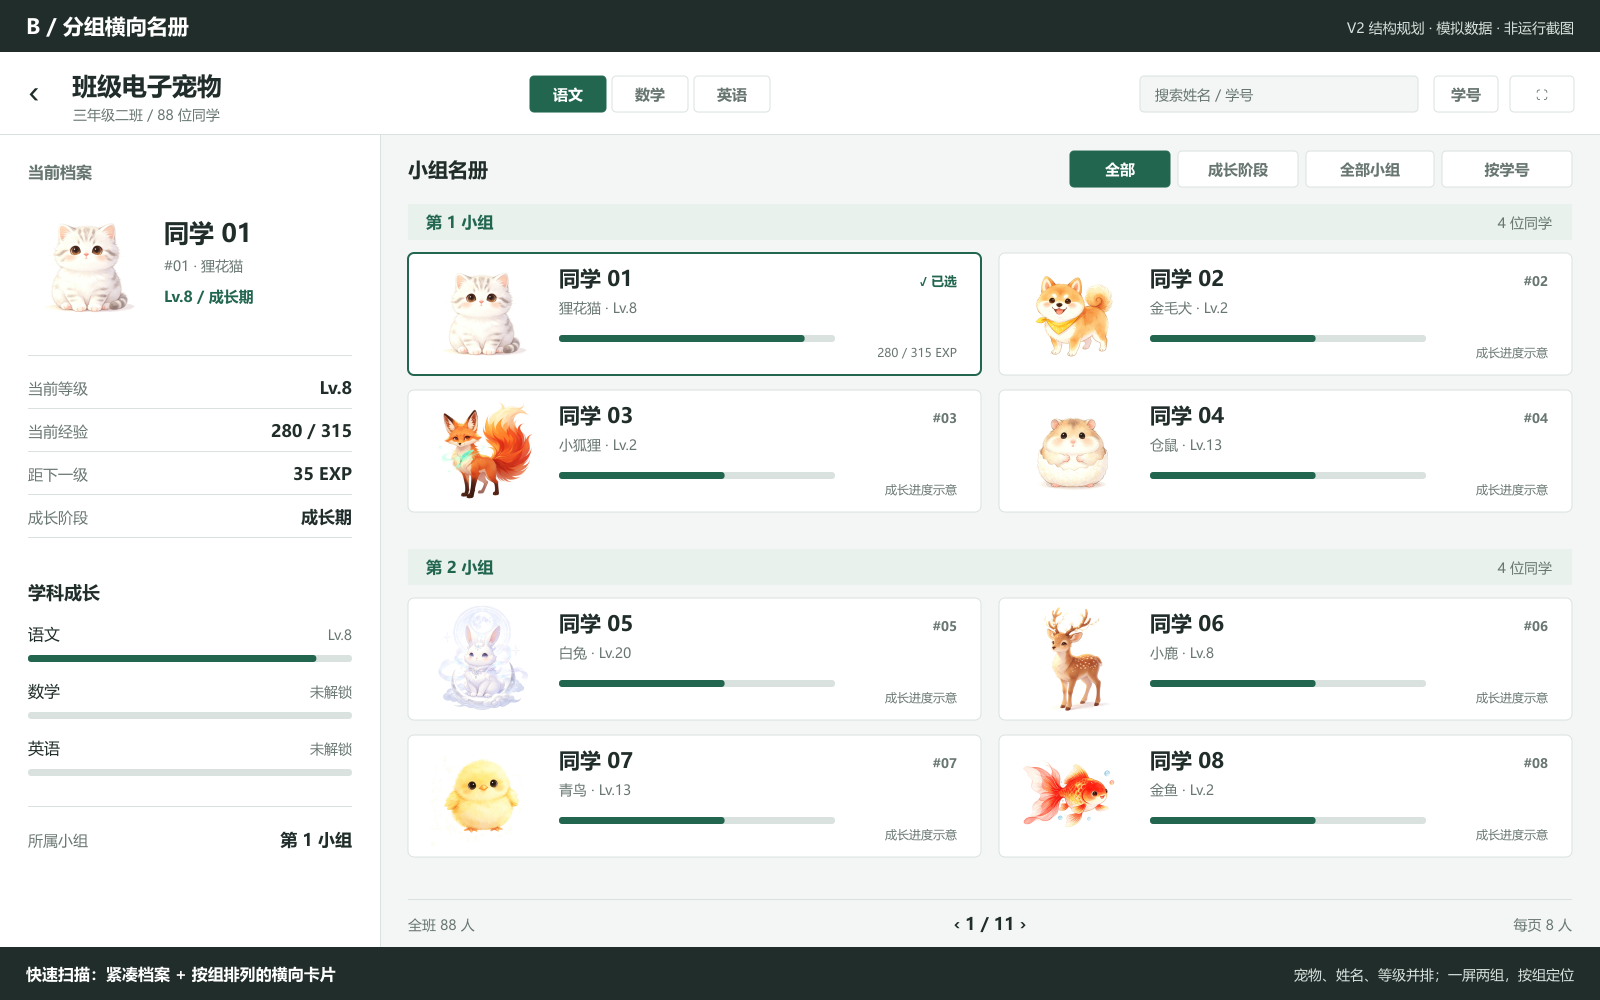 B / 分组横向名册
V2 结构规划 · 模拟数据 · 非运行截图
‹
班级电子宠物
三年级二班 / 88 位同学
语文
数学
英语
搜索姓名 / 学号
学号
当前档案
同学 01
#01 · 狸花猫
Lv.8 / 成长期
当前等级
Lv.8
当前经验
280 / 315
距下一级
35 EXP
成长阶段
成长期
学科成长
语文
Lv.8
数学
未解锁
英语
未解锁
所属小组
第 1 小组
小组名册
全部
成长阶段
全部小组
按学号
第 1 小组
4 位同学
同学 01
✓ 已选
狸花猫 · Lv.8
280 / 315 EXP
同学 02
#02
金毛犬 · Lv.2
成长进度示意
同学 03
#03
小狐狸 · Lv.2
成长进度示意
同学 04
#04
仓鼠 · Lv.13
成长进度示意
第 2 小组
4 位同学
同学 05
#05
白兔 · Lv.20
成长进度示意
同学 06
#06
小鹿 · Lv.8
成长进度示意
同学 07
#07
青鸟 · Lv.13
成长进度示意
同学 08
#08
金鱼 · Lv.2
成长进度示意
全班 88 人
‹ 1 / 11 ›
每页 8 人
快速扫描：紧凑档案 + 按组排列的横向卡片
宠物、姓名、等级并排；一屏两组，按组定位